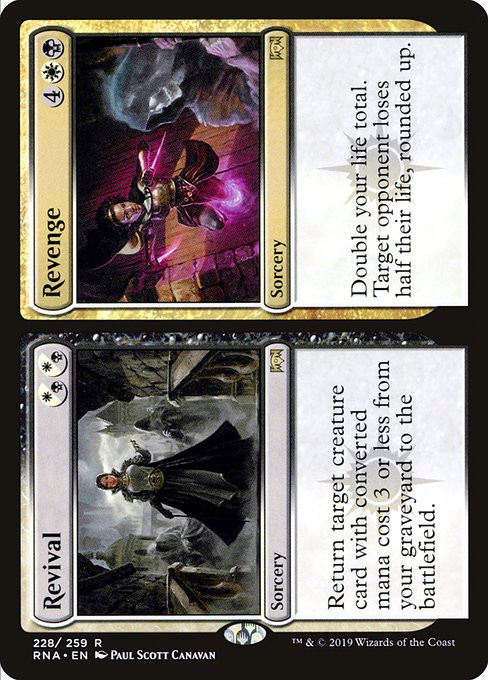 Revival
Sorcery
Return target creature
card with converted
mana cost 3 or less from
your graveyard to the
battlefield.
Revenge
4
Sorcery
Double your life total.
Target opponent loses
half their life, rounded up.
228/259 R
RNA • EN Paul Scott Canavan
™ & © 2019 Wizards of the Coast